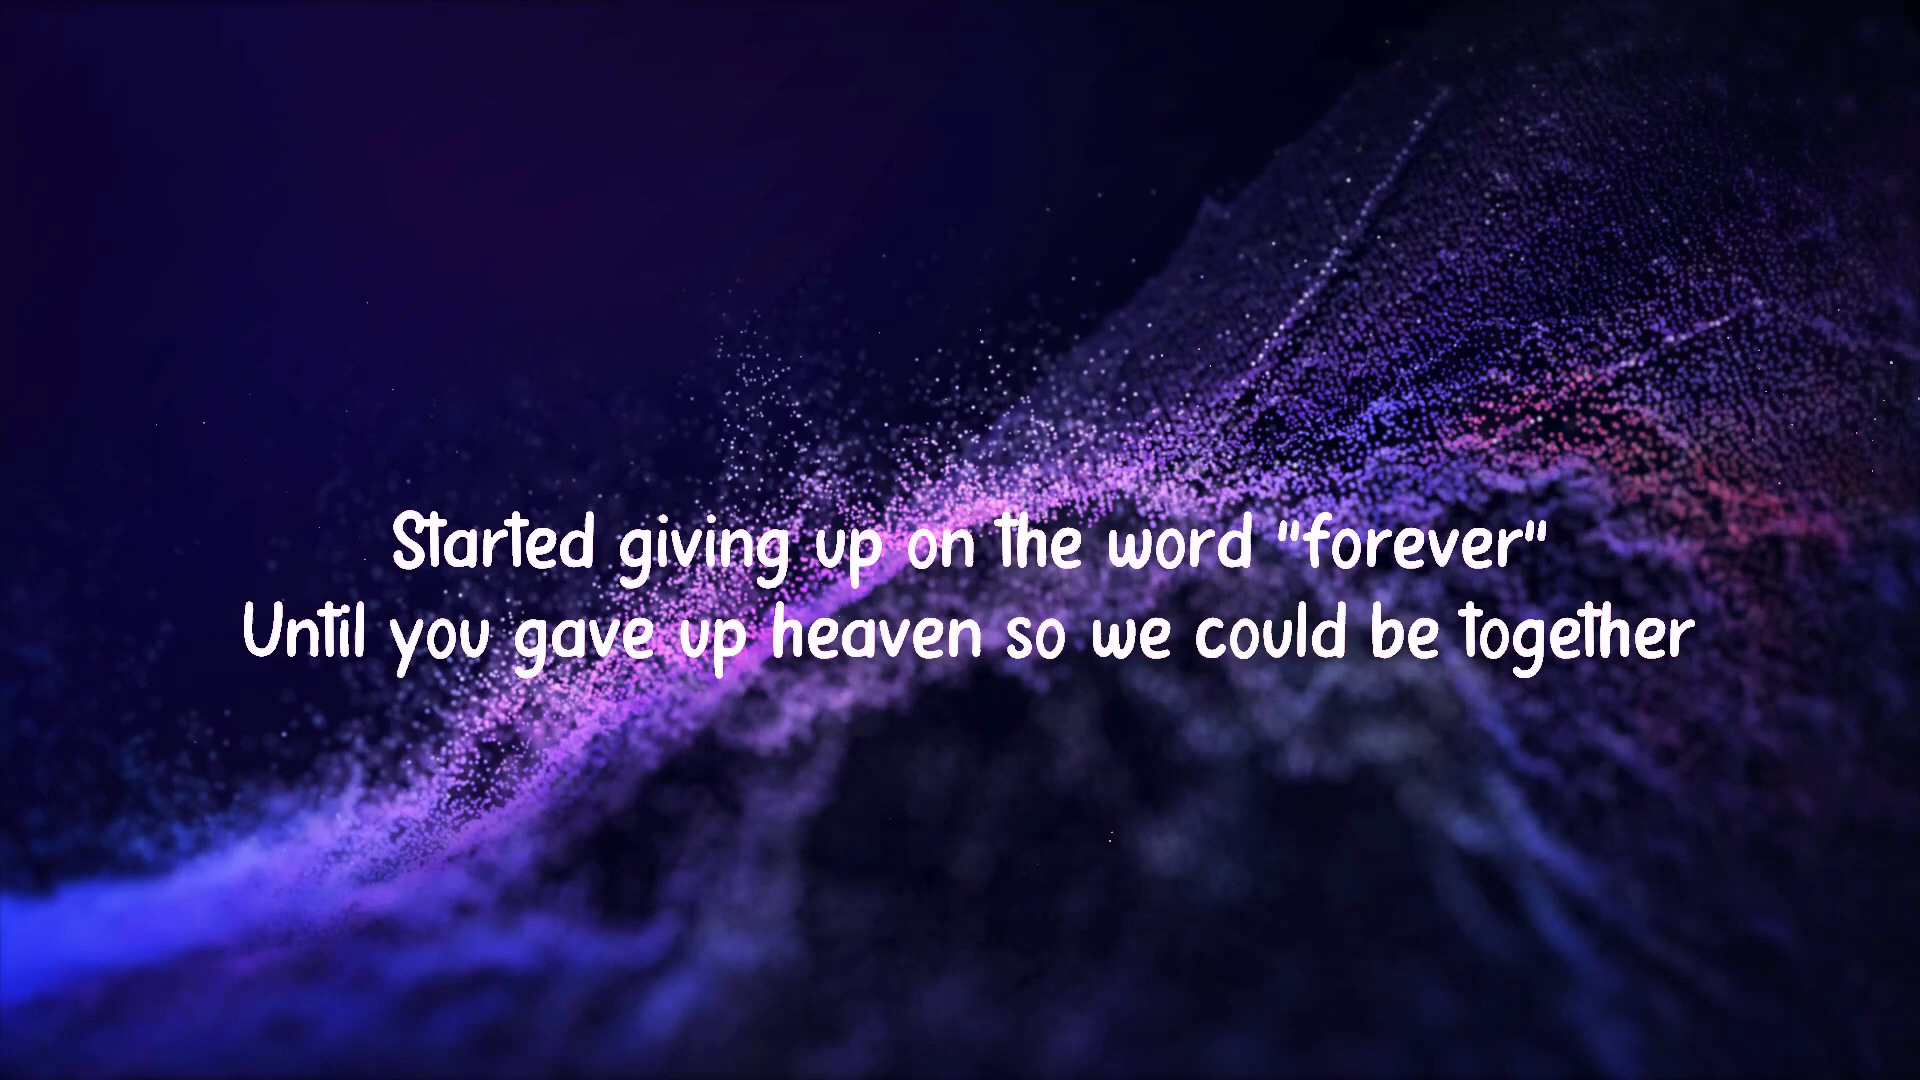 Started giving up on the word "forever"
Until you gave up heaven so we could be together